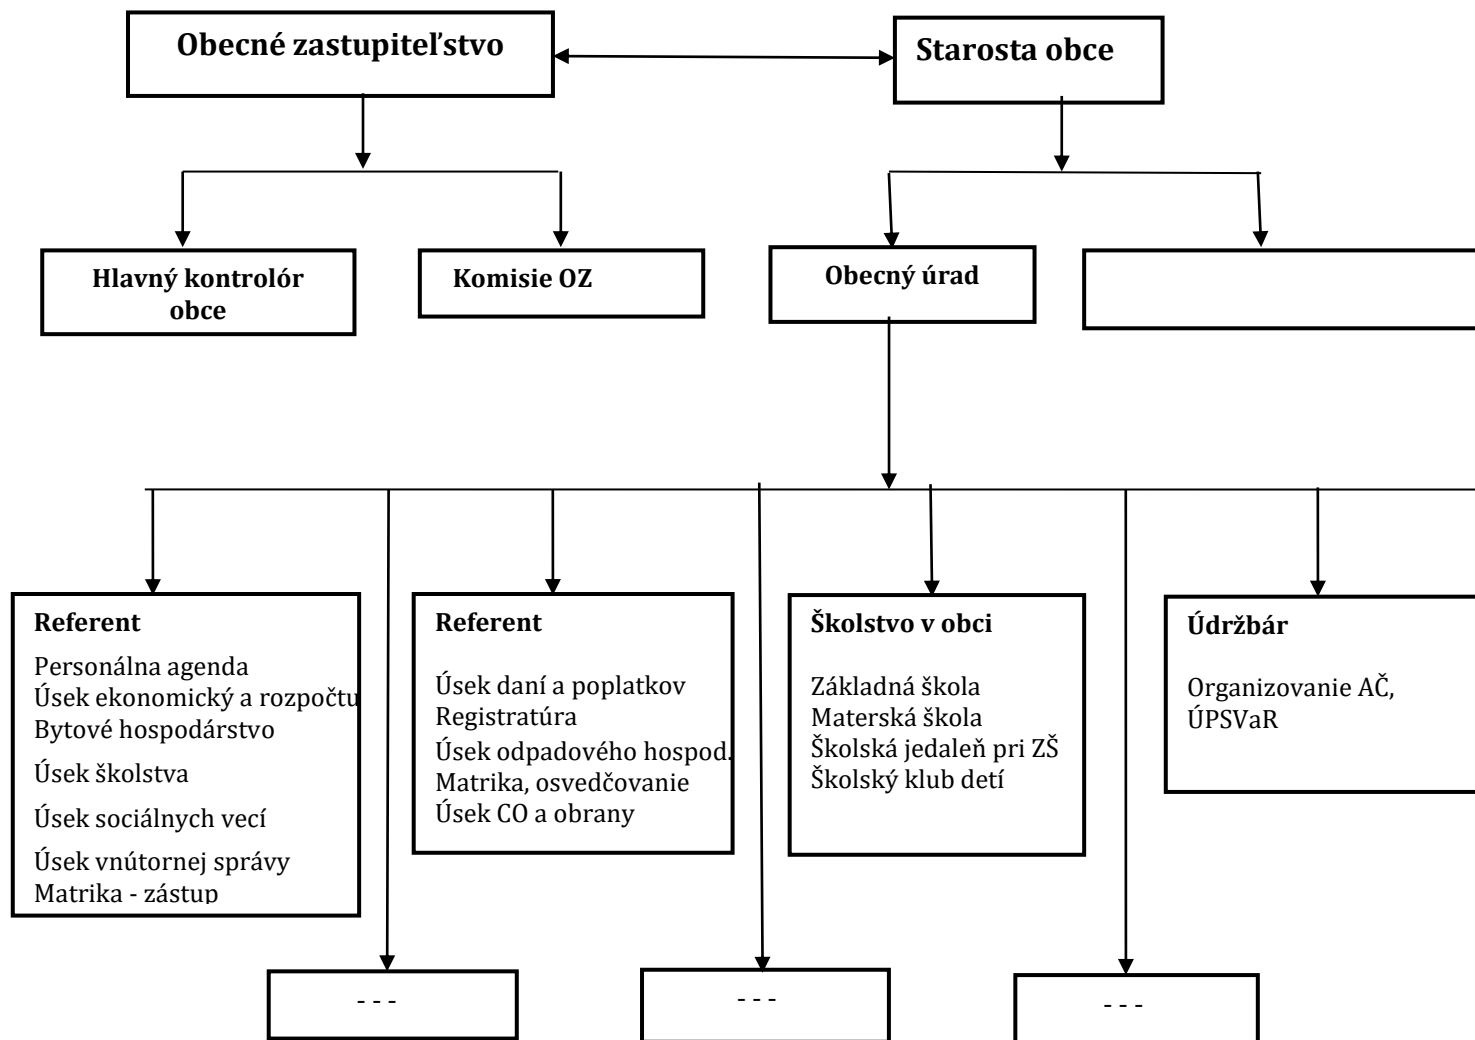 Obecné zastupiteľstvo
Starosta obce
Hlavný kontrolór
obce
Komisie OZ
Obecný úrad
Referent
Personálna agenda
Úsek ekonomický a rozpočtu
Bytové hospodárstvo
Úsek školstva
Úsek sociálnych vecí
Úsek vnútornej správy
Matrika - zástup
Referent
Úsek daní a poplatkov
Registratúra
Úsek odpadového hospod.
Matrika, osvedčovanie
Úsek CO a obrany
Školstvo v obci
Základná škola
Materská škola
Školská jedaleň pri ZŠ
Školský klub detí
Údržbár
Organizovanie AČ,
ÚPSVaR
- - -
- - -
- - -